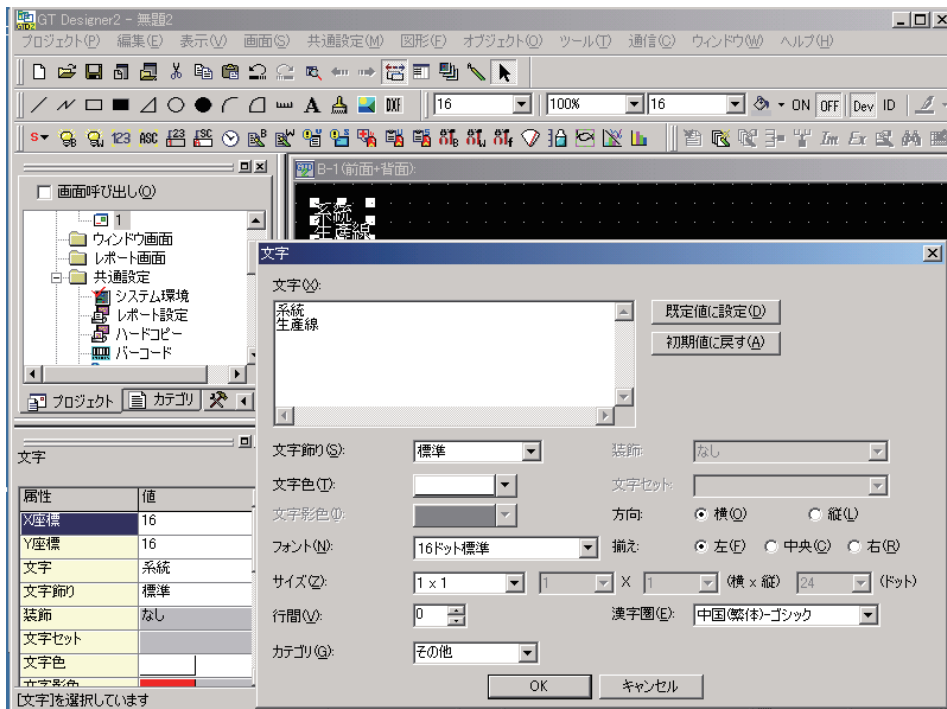 GT Designer2 - 無題2
プロジェクト(P) 編集(E) 表示(V) 画面(S) 共通設定(M) 図形(F) オブジェクト(O) ツール(T) 通信(C) ウィンドウ(W) ヘルプ(H)
A DXF 16 100% 16 ON OFF Dev ID
S 123 ASC 123 ASC Im Ex
B-1(前面+背面):
画面呼び出し(O)
1
ウィンドウ画面
レポート画面
共通設定
システム環境
レポート設定
ハードコピー
バーコード
プロジェクト カテゴリ
系統
生産線
文字
文字(X):
系統
生産線
既定値に設定(D)
初期値に戻す(A)
文字飾り(S): 標準 装飾: なし
文字色(T): 文字セット:
文字影色(I): 方向: 横(O) 縦(L)
フォント(N): 16ドット標準 揃え: 左(F) 中央(C) 右(R)
サイズ(Z): 1 x 1 1 X 1 (横 x 縦) 24 (ドット)
行間(V): 0 漢字圏(E): 中国(繁体)-ゴシック
カテゴリ(G): その他
OK キャンセル
文字
属性 値
X座標 16
Y座標 16
文字 系統
文字飾り 標準
装飾 なし
文字セット
文字色
文字影色
[文字]を選択しています